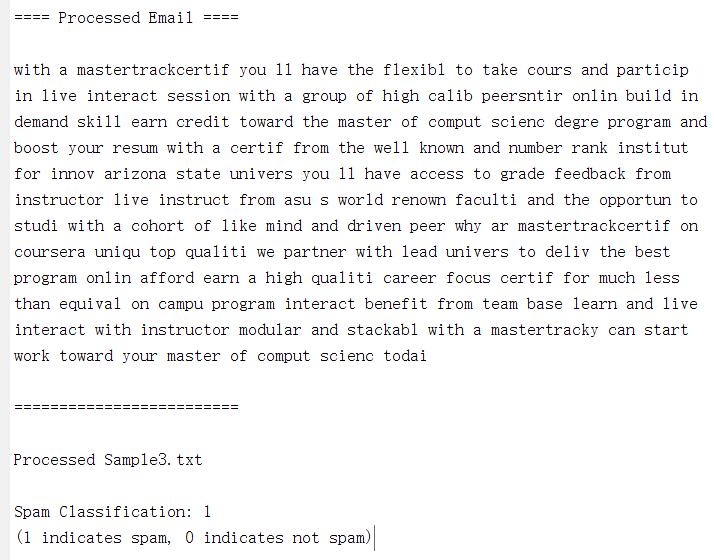 ==== Processed Email ====
with a mastertrackcertif you ll have the flexibl to take cours and particip
in live interact session with a group of high calib peersntir onlin build in
demand skill earn credit toward the master of comput scienc degre program and
boost your resum with a certif from the well known and number rank institut
for innov arizona state univers you ll have access to grade feedback from
instructor live instruct from asu s world renown faculti and the opportun to
studi with a cohort of like mind and driven peer why ar mastertrackcertif on
coursera uniqu top qualiti we partner with lead univers to deliv the best
program onlin afford earn a high qualiti career focus certif for much less
than equival on campu program interact benefit from team base learn and live
interact with instructor modular and stackabl with a mastertracky can start
work toward your master of comput scienc todai
=========================
Processed Sample3.txt
Spam Classification: 1
(1 indicates spam, 0 indicates not spam)